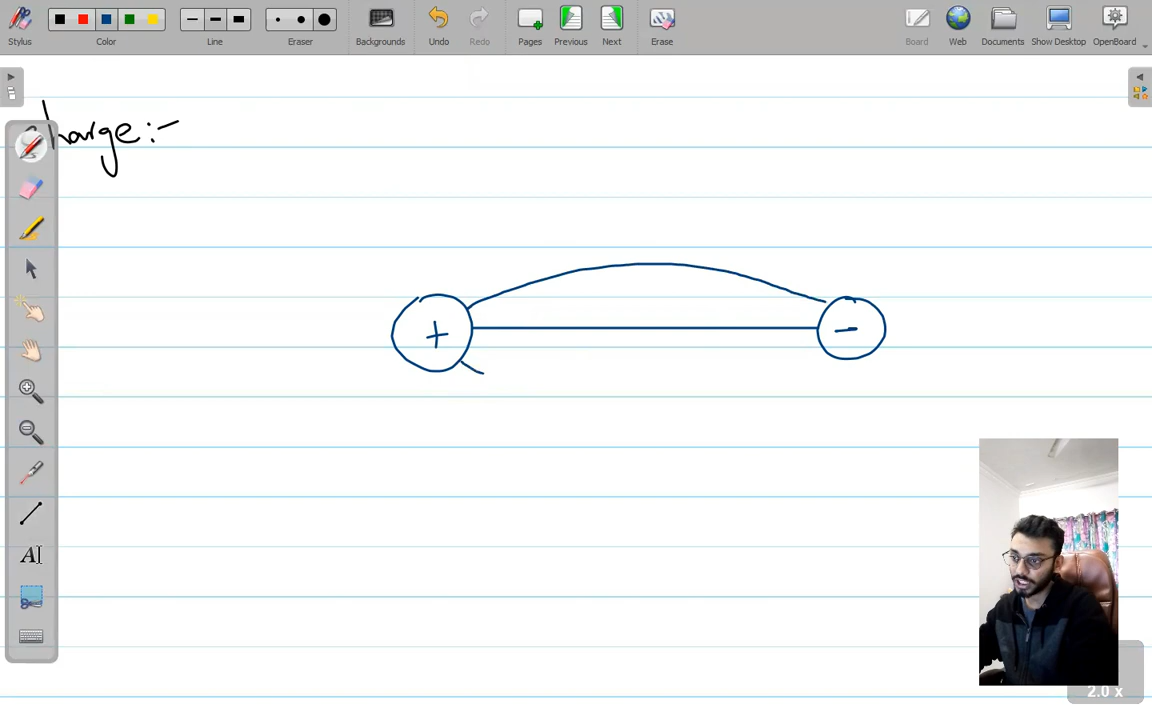 Stylus
Color
Line
Eraser
Backgrounds
Undo
Redo
Pages
Previous
Next
Erase
Board
Web
Documents
Show Desktop
OpenBoard
harge:-
+
-
A
2.0 x